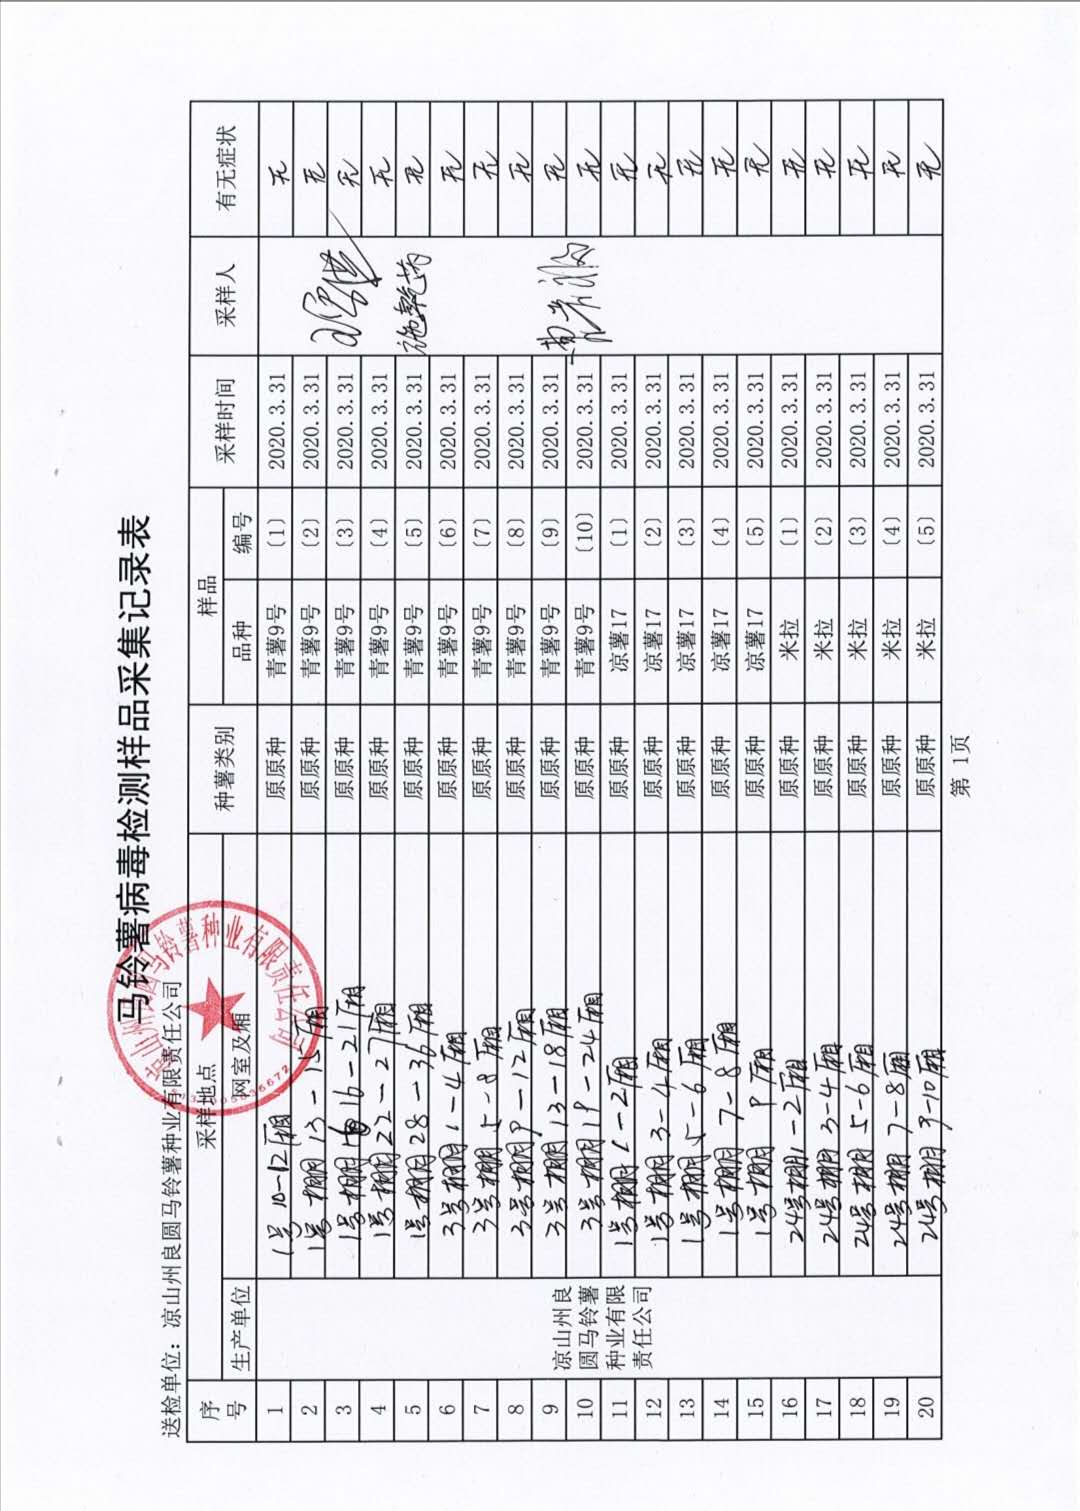 马铃薯病毒检测样品采集记录表
送检单位：凉山州良圆马铃薯种业有限责任公司
序号 采样地点 种薯类别 样品 采样时间 采样人 有无症状
生产单位 网室及厢 品种 编号
凉山州良圆马铃薯种业有限责任公司
1 1号 10-12厢 原原种 青薯9号 (1) 2020.3.31 无
2 1号棚 13-15厢 原原种 青薯9号 (2) 2020.3.31 无
3 1号棚 16-21厢 原原种 青薯9号 (3) 2020.3.31 无
4 1号棚 22-27厢 原原种 青薯9号 (4) 2020.3.31 无
5 1号棚 28-36厢 原原种 青薯9号 (5) 2020.3.31 无
6 3号棚 1-4厢 原原种 青薯9号 (6) 2020.3.31 无
7 3号棚 5-8厢 原原种 青薯9号 (7) 2020.3.31 无
8 3号棚 9-12厢 原原种 青薯9号 (8) 2020.3.31 无
9 3号棚 13-18厢 原原种 青薯9号 (9) 2020.3.31 无
10 3号棚 19-24厢 原原种 青薯9号 (10) 2020.3.31 无
11 1号棚 1-2厢 原原种 凉薯17 (1) 2020.3.31 无
12 1号棚 3-4厢 原原种 凉薯17 (2) 2020.3.31 无
13 1号棚 5-6厢 原原种 凉薯17 (3) 2020.3.31 无
14 1号棚 7-8厢 原原种 凉薯17 (4) 2020.3.31 无
15 1号棚 9厢 原原种 凉薯17 (5) 2020.3.31 无
16 24号棚 1-2厢 原原种 米拉 (1) 2020.3.31 无
17 24号棚 3-4厢 原原种 米拉 (2) 2020.3.31 无
18 24号棚 5-6厢 原原种 米拉 (3) 2020.3.31 无
19 24号棚 7-8厢 原原种 米拉 (4) 2020.3.31 无
20 24号棚 9-10厢 原原种 米拉 (5) 2020.3.31 无
第 1页